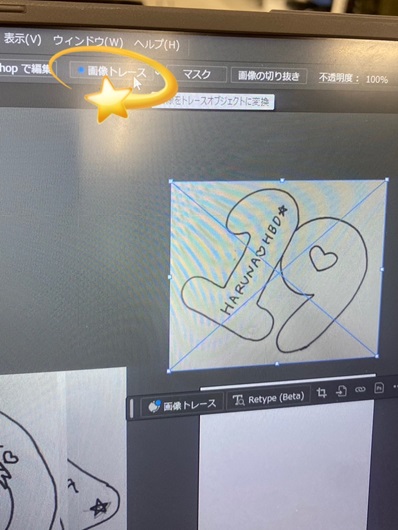 表示(V) ウィンドウ(W) ヘルプ(H)
hop で編集 画像トレース マスク 画像の切り抜き 不透明度： 100%
をトレースオブジェクトに変換
HARUNA♡HBD★
画像トレース Retype (Beta)